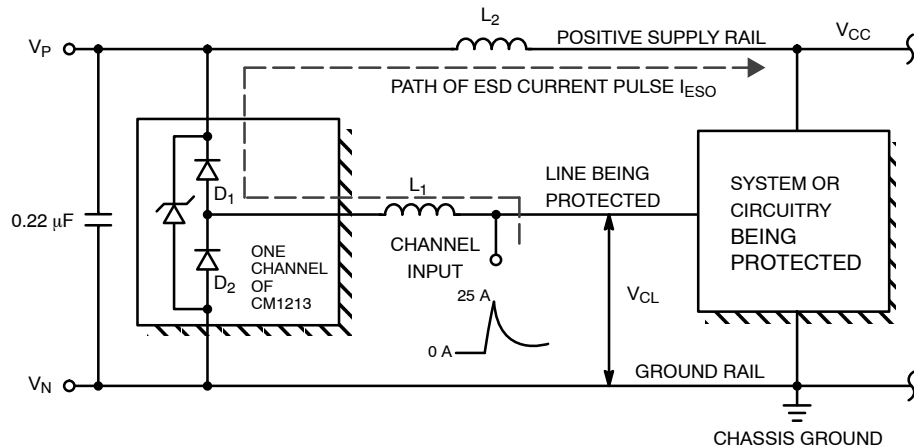 L2
VP
POSITIVE SUPPLY RAIL
VCC
PATH OF ESD CURRENT PULSE IESO
D1
L1
LINE BEING
PROTECTED
SYSTEM OR
CIRCUITRY
BEING
PROTECTED
0.22 µF
ONE
CHANNEL
OF
CM1213
D2
CHANNEL
INPUT
25 A
VCL
0 A
VN
GROUND RAIL
CHASSIS GROUND